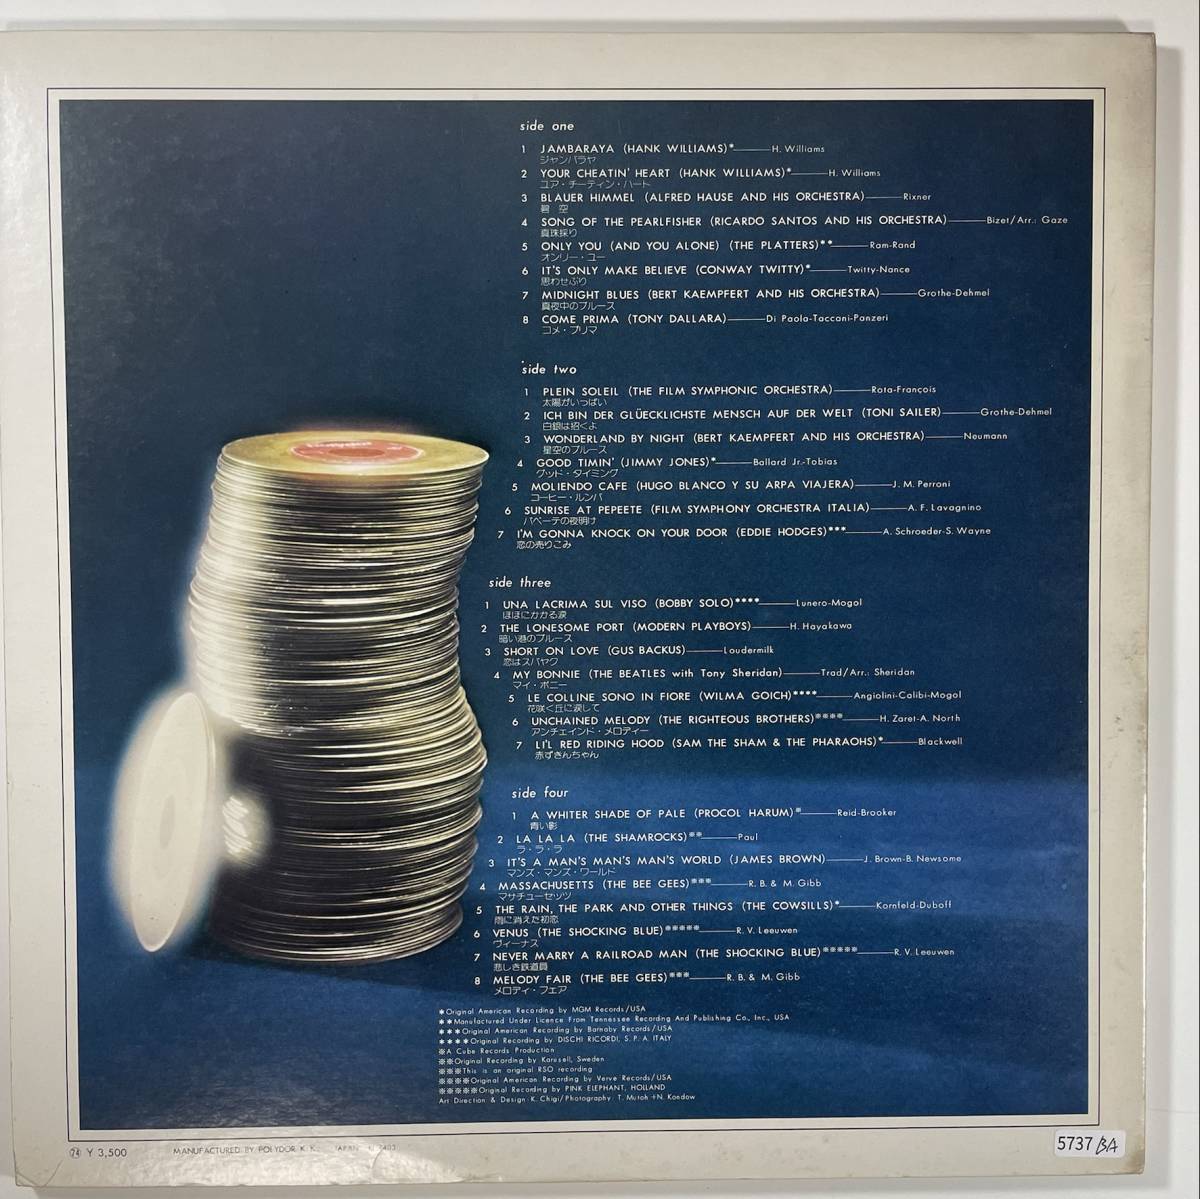 side one
1 JAMBARAYA (HANK WILLIAMS)*——H. Williams
ジャンバラヤ
2 YOUR CHEATIN' HEART (HANK WILLIAMS)*——H. Williams
ユア・チーティン・ハート
3 BLAUER HIMMEL (ALFRED HAUSE AND HIS ORCHESTRA)——Rixner
碧空
4 SONG OF THE PEARLFISHER (RICARDO SANTOS AND HIS ORCHESTRA)——Bizet/Arr.: Gaze
真珠採り
5 ONLY YOU (AND YOU ALONE) (THE PLATTERS)**——Ram-Rand
オンリー・ユー
6 IT'S ONLY MAKE BELIEVE (CONWAY TWITTY)*——Twitty-Nance
思わせぶり
7 MIDNIGHT BLUES (BERT KAEMPFERT AND HIS ORCHESTRA)——Grothe-Dehmel
真夜中のブルース
8 COME PRIMA (TONY DALLARA)——Di Paola-Taccani-Panzeri
コメ・プリマ
side two
1 PLEIN SOLEIL (THE FILM SYMPHONIC ORCHESTRA)——Rota-François
太陽がいっぱい
2 ICH BIN DER GLÜECKLICHSTE MENSCH AUF DER WELT (TONI SAILER)——Grothe-Dehmel
白銀は招くよ
3 WONDERLAND BY NIGHT (BERT KAEMPFERT AND HIS ORCHESTRA)——Neumann
星空のブルース
4 GOOD TIMIN' (JIMMY JONES)*——Ballard Jr.-Tobias
グッド・タイミング
5 MOLIENDO CAFE (HUGO BLANCO Y SU ARPA VIAJERA)——J. M. Perroni
コーヒー・ルンバ
6 SUNRISE AT PEPEETE (FILM SYMPHONY ORCHESTRA ITALIA)——A. F. Lavagnino
パペーテの夜明け
7 I'M GONNA KNOCK ON YOUR DOOR (EDDIE HODGES)***——A. Schroeder-S. Wayne
恋の売りこみ
side three
1 UNA LACRIMA SUL VISO (BOBBY SOLO)****——Lunero-Mogol
ほほにかかる涙
2 THE LONESOME PORT (MODERN PLAYBOYS)——H. Hayakawa
暗い港のブルース
3 SHORT ON LOVE (GUS BACKUS)——Loudermilk
恋はスバヤク
4 MY BONNIE (THE BEATLES with Tony Sheridan)——Trad/Arr.: Sheridan
マイ・ボニー
5 LE COLLINE SONO IN FIORE (WILMA GOICH)****——Angiolini-Calibi-Mogol
花咲く丘に涙して
6 UNCHAINED MELODY (THE RIGHTEOUS BROTHERS)※※※※——H. Zaret-A. North
アンチェインド・メロディー
7 LI'L RED RIDING HOOD (SAM THE SHAM & THE PHARAOHS)*——Blackwell
赤ずきんちゃん
side four
1 A WHITER SHADE OF PALE (PROCOL HARUM)※——Reid-Brooker
青い影
2 LA LA LA (THE SHAMROCKS)※※——Paul
ラ・ラ・ラ
3 IT'S A MAN'S MAN'S MAN'S WORLD (JAMES BROWN)——J. Brown-B. Newsome
マンズ・マンズ・ワールド
4 MASSACHUSETTS (THE BEE GEES)※※※——R. B. & M. Gibb
マサチューセッツ
5 THE RAIN, THE PARK AND OTHER THINGS (THE COWSILLS)*——Kornfeld-Duboff
雨に消えた初恋
6 VENUS (THE SHOCKING BLUE)※※※※※——R. V. Leeuwen
ヴィーナス
7 NEVER MARRY A RAILROAD MAN (THE SHOCKING BLUE)※※※※※——R. V. Leeuwen
悲しき鉄道員
8 MELODY FAIR (THE BEE GEES)※※※——R. B. & M. Gibb
メロディ・フェア
*Original American Recording by MGM Records/USA
**Manufactured Under Licence From Tennessee Recording And Publishing Co., Inc., USA
***Original American Recording by Barnaby Records/USA
****Original Recording by DISCHI RICORDI, S. P. A. ITALY
※A Cube Records Production
※※Original Recording by Karusell, Sweden
※※※This is an original RSO recording
※※※※Original American Recording by Verve Records/USA
※※※※※Original Recording by PINK ELEPHANT, HOLLAND
Art Direction & Design: K. Chigi/Photography: T. Mutoh+N. Kondow
74 Y 3,500 MANUFACTURED BY POLYDOR K. K. JAPAN
5737 BA